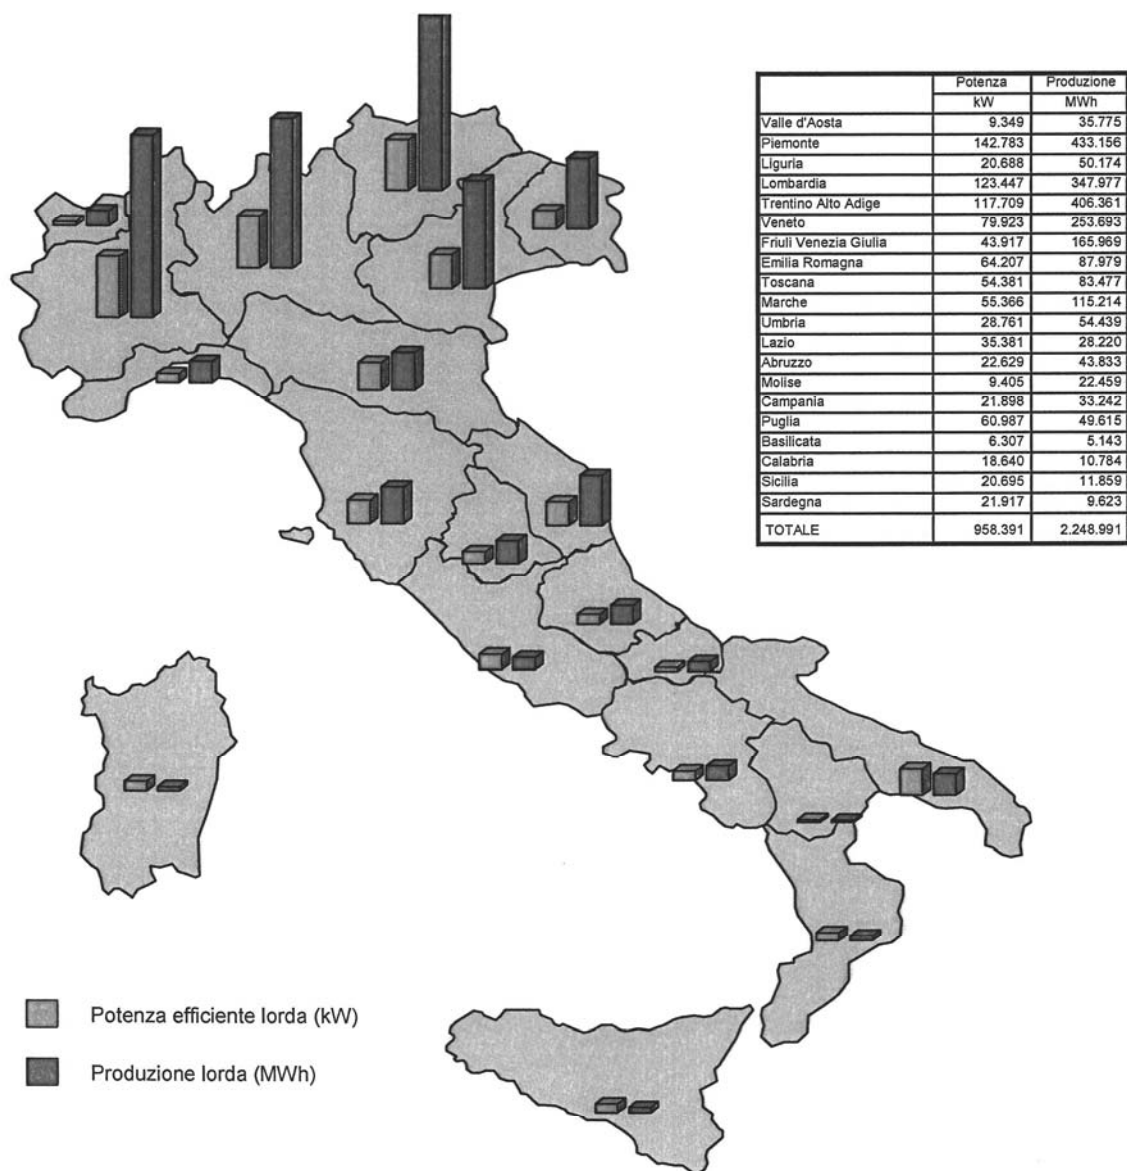 Potenza Produzione
kW MWh
Valle d'Aosta 9.349 35.775
Piemonte 142.783 433.156
Liguria 20.688 50.174
Lombardia 123.447 347.977
Trentino Alto Adige 117.709 406.361
Veneto 79.923 253.693
Friuli Venezia Giulia 43.917 165.969
Emilia Romagna 64.207 87.979
Toscana 54.381 83.477
Marche 55.366 115.214
Umbria 28.761 54.439
Lazio 35.381 28.220
Abruzzo 22.629 43.833
Molise 9.405 22.459
Campania 21.898 33.242
Puglia 60.987 49.615
Basilicata 6.307 5.143
Calabria 18.640 10.784
Sicilia 20.695 11.859
Sardegna 21.917 9.623
TOTALE 958.391 2.248.991
Potenza efficiente lorda (kW)
Produzione lorda (MWh)